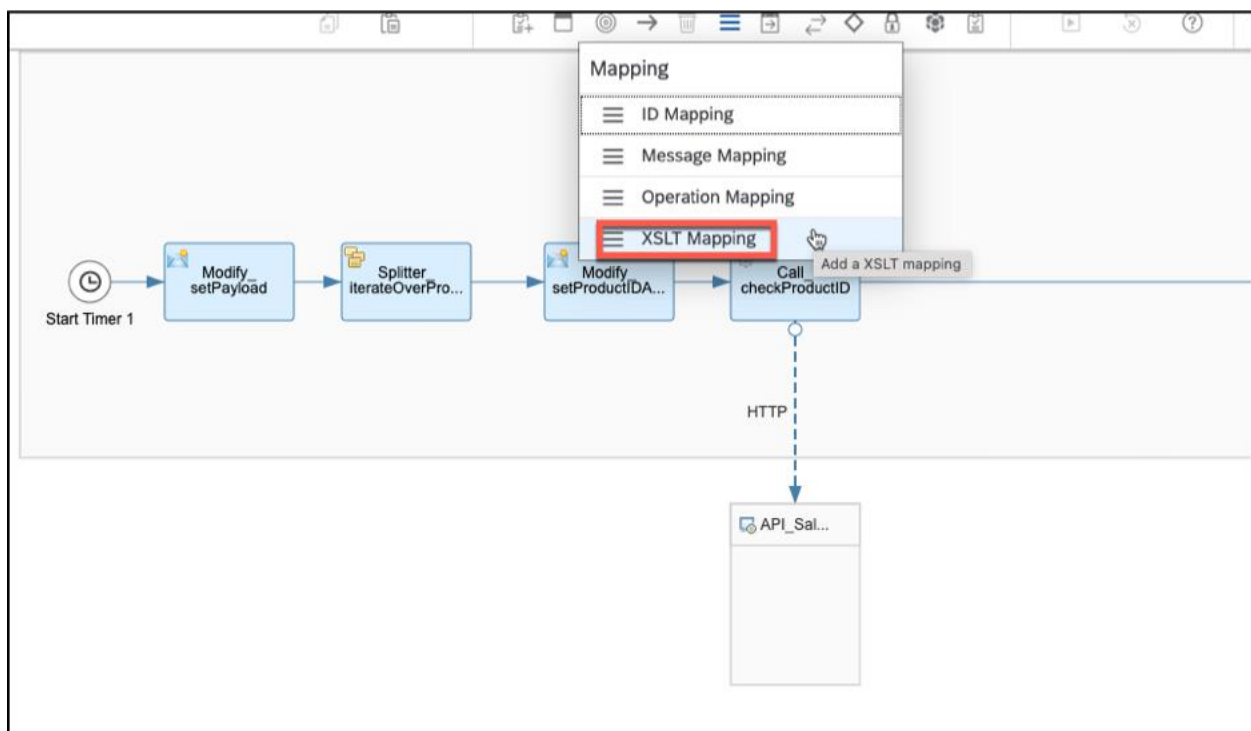 Mapping
ID Mapping
Message Mapping
Operation Mapping
XSLT Mapping
Add a XSLT mapping
Modify_
setPayload
Splitter_
iterateOverPro...
Modify_
setProductIDA...
Call_
checkProductID
Start Timer 1
HTTP
API_Sal...